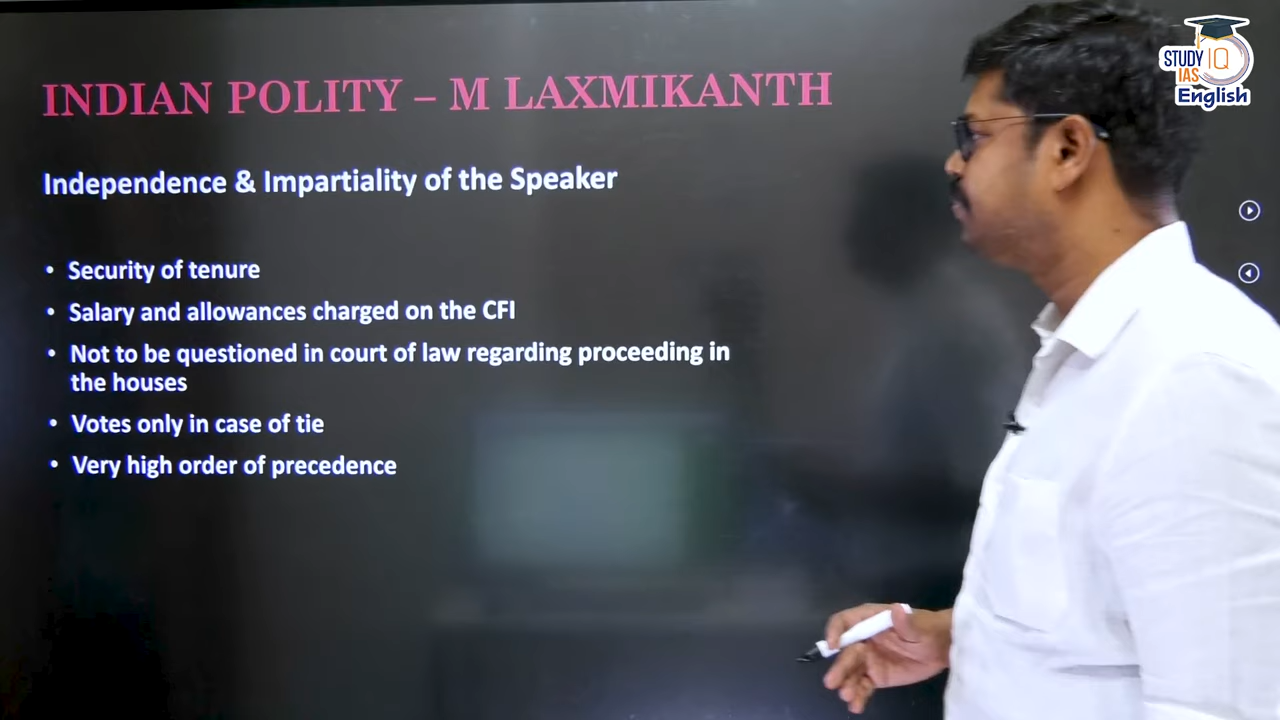 INDIAN POLITY – M LAXMIKANTH
STUDY IQ
IAS
English
Independence & Impartiality of the Speaker
• Security of tenure
• Salary and allowances charged on the CFI
• Not to be questioned in court of law regarding proceeding in
the houses
• Votes only in case of tie
• Very high order of precedence